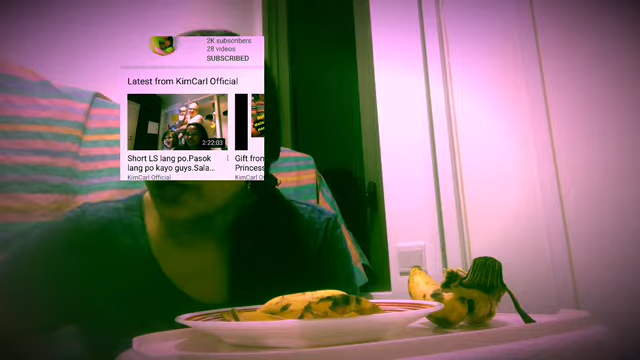 2K subscribers
28 videos
SUBSCRIBED
Latest from KimCarl Official
2:22:03
Short LS lang po.Pasok
lang po kayo guys.Sala...
KimCarl Official
Gift from
Princess
KimCarl O